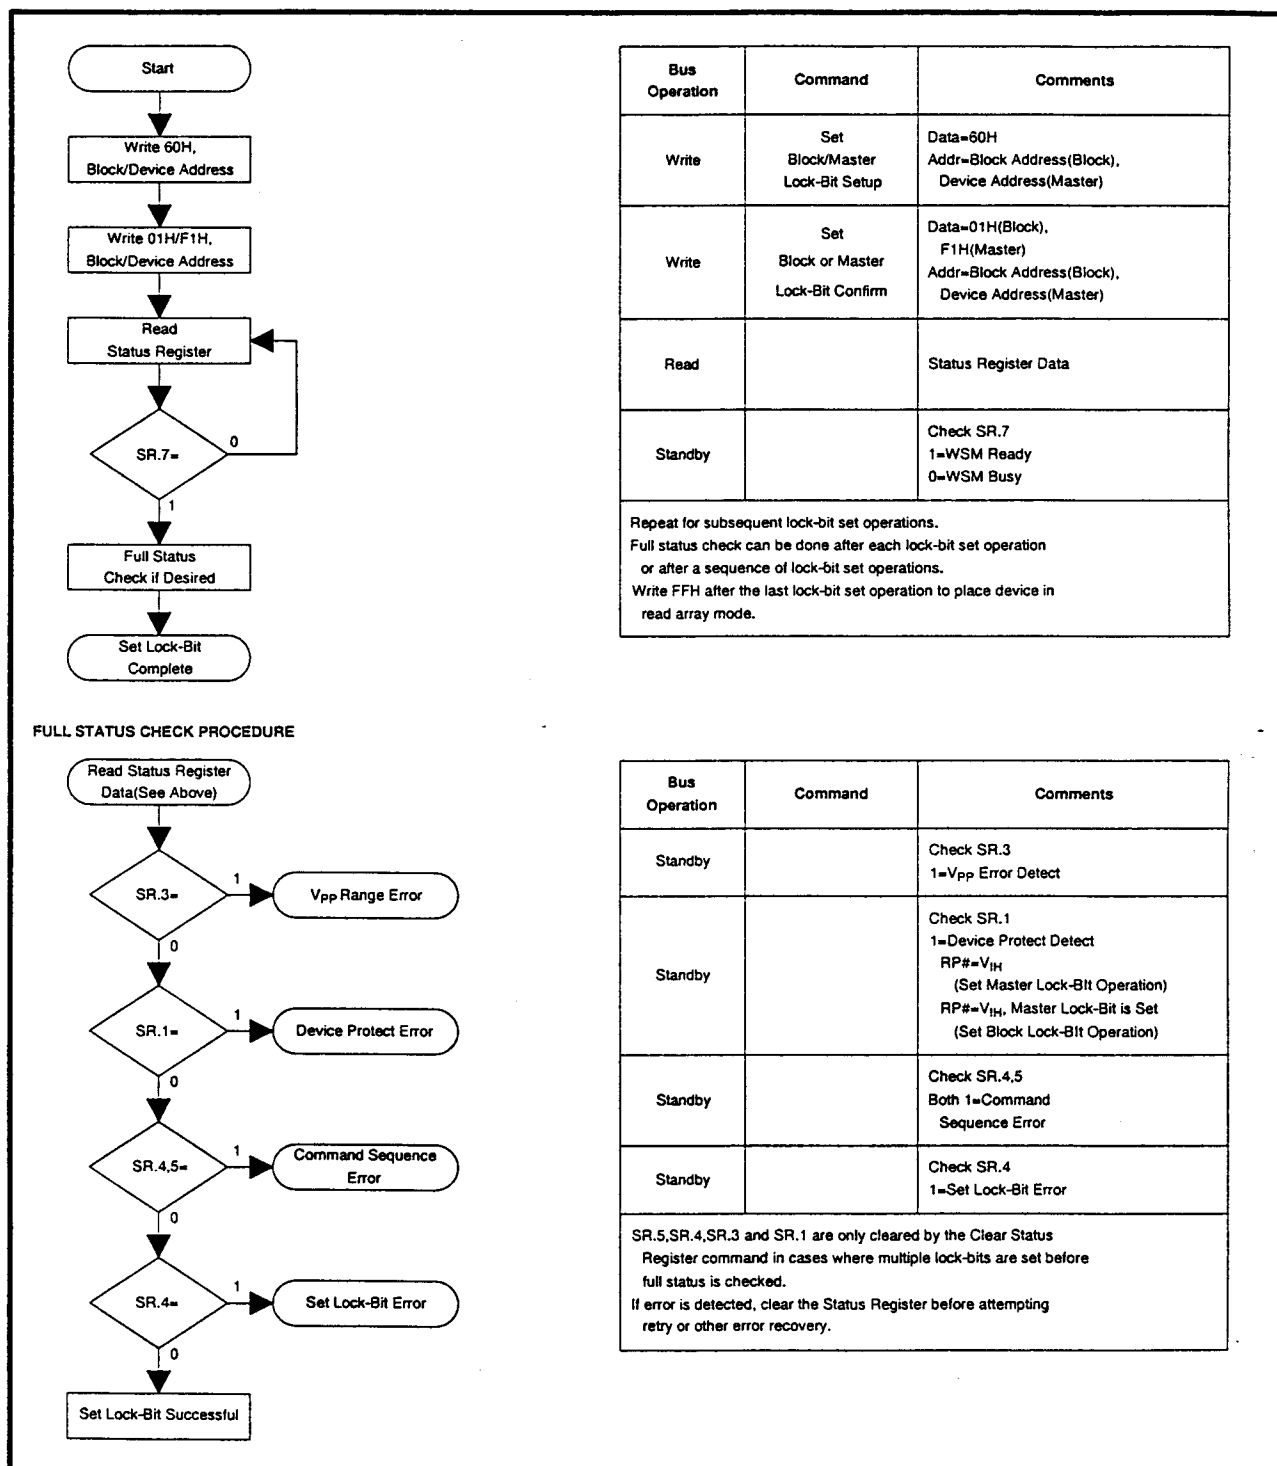 Start
Write 60H,
Block/Device Address
Write 01H/F1H,
Block/Device Address
Read
Status Register
SR.7=
0
1
Full Status
Check if Desired
Set Lock-Bit
Complete
Bus
Operation
Command
Comments
Write
Set
Block/Master
Lock-Bit Setup
Data=60H
Addr=Block Address(Block),
Device Address(Master)
Write
Set
Block or Master
Lock-Bit Confirm
Data=01H(Block),
F1H(Master)
Addr=Block Address(Block),
Device Address(Master)
Read
Status Register Data
Standby
Check SR.7
1=WSM Ready
0=WSM Busy
Repeat for subsequent lock-bit set operations.
Full status check can be done after each lock-bit set operation
or after a sequence of lock-bit set operations.
Write FFH after the last lock-bit set operation to place device in
read array mode.
FULL STATUS CHECK PROCEDURE
Read Status Register
Data(See Above)
SR.3=
1
VPP Range Error
0
SR.1=
1
Device Protect Error
0
SR.4,5=
1
Command Sequence
Error
0
SR.4=
1
Set Lock-Bit Error
0
Set Lock-Bit Successful
Bus
Operation
Command
Comments
Standby
Check SR.3
1=VPP Error Detect
Standby
Check SR.1
1=Device Protect Detect
RP#=VIH
(Set Master Lock-Bit Operation)
RP#=VIH, Master Lock-Bit is Set
(Set Block Lock-Bit Operation)
Standby
Check SR.4,5
Both 1=Command
Sequence Error
Standby
Check SR.4
1=Set Lock-Bit Error
SR.5,SR.4,SR.3 and SR.1 are only cleared by the Clear Status
Register command in cases where multiple lock-bits are set before
full status is checked.
If error is detected, clear the Status Register before attempting
retry or other error recovery.